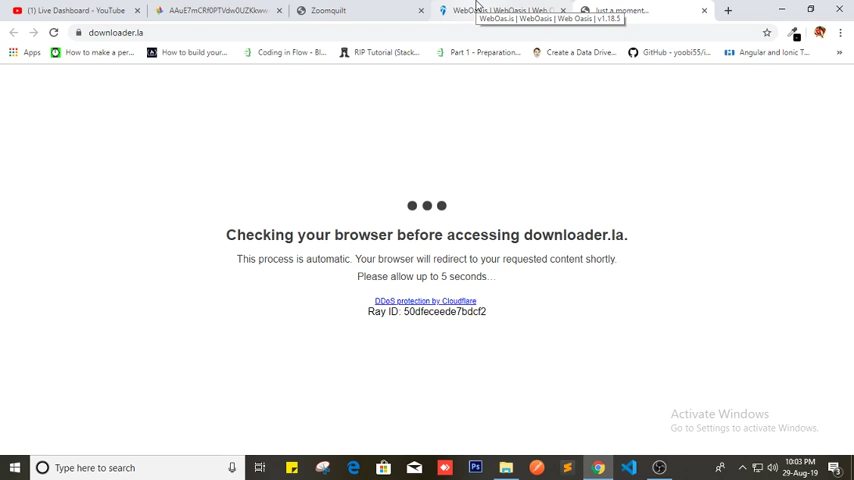 (1) Live Dashboard - YouTube
AAuE7mCRf0PTVdw0UZKkww
Zoomquilt
WebOas.is | WebOasis | Web O
Just a moment...
WebOas.is | WebOasis | Web Oasis | v1.18.5
downloader.la
Apps
How to make a per...
How to build your...
Coding in Flow - Bl...
RIP Tutorial (Stack...
Part 1 - Preparation...
Create a Data Drive...
GitHub - yoobi55/i...
Angular and Ionic T...
Checking your browser before accessing downloader.la.
This process is automatic. Your browser will redirect to your requested content shortly.
Please allow up to 5 seconds...
DDoS protection by Cloudflare
Ray ID: 50dfeceede7bdcf2
Activate Windows
Go to Settings to activate Windows.
Type here to search
10:03 PM
29-Aug-19
3